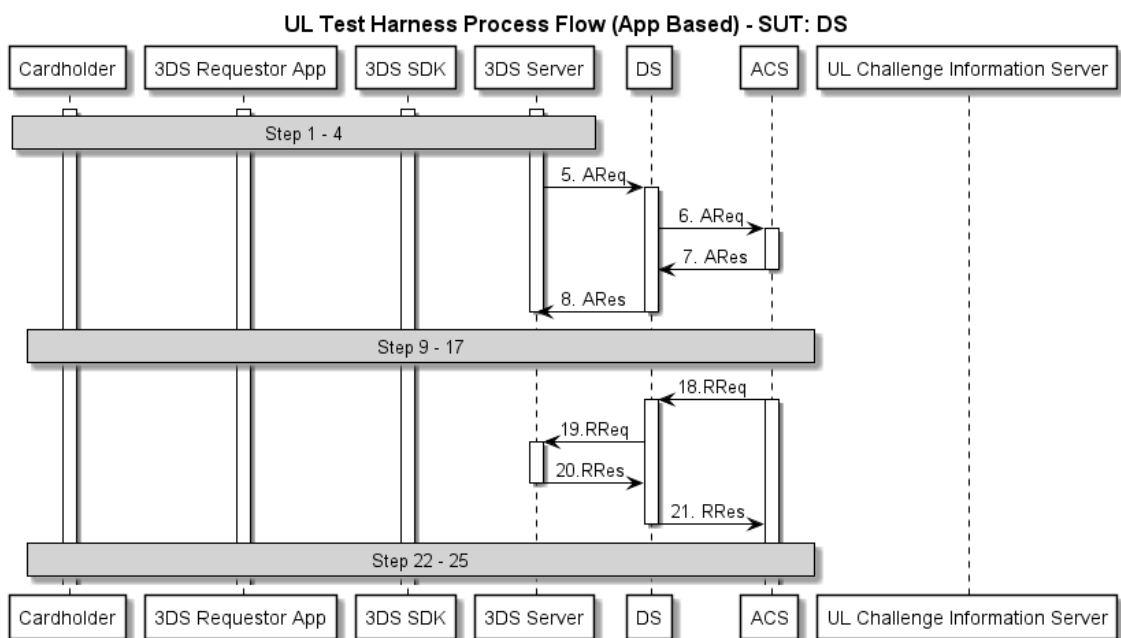 UL Test Harness Process Flow (App Based) - SUT: DS
Cardholder 3DS Requestor App 3DS SDK 3DS Server DS ACS UL Challenge Information Server
Step 1 - 4
5. AReq
6. AReq
7. ARes
8. ARes
Step 9 - 17
18.RReq
19.RReq
20.RRes
21. RRes
Step 22 - 25
Cardholder 3DS Requestor App 3DS SDK 3DS Server DS ACS UL Challenge Information Server